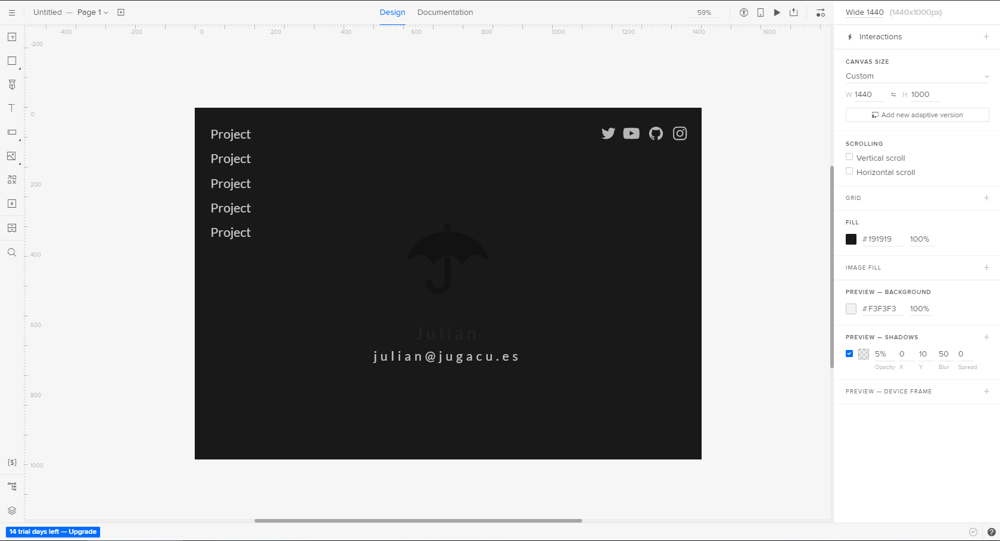 Untitled — Page 1
Design Documentation
59%
Wide 1440 (1440x1000px)
-400 -200 0 200 400 600 800 1000 1200 1400 1600
-200
0
200
400
600
800
1000
Project
Project
Project
Project
Project
Julian
julian@jugacu.es
Interactions
CANVAS SIZE
Custom
W 1440 H 1000
Add new adaptive version
SCROLLING
Vertical scroll
Horizontal scroll
GRID
FILL
# 191919 100%
IMAGE FILL
PREVIEW — BACKGROUND
# F3F3F3 100%
PREVIEW — SHADOWS
5% 0 10 50 0
Opacity X Y Blur Spread
PREVIEW — DEVICE FRAME
{$}
14 trial days left — Upgrade
?